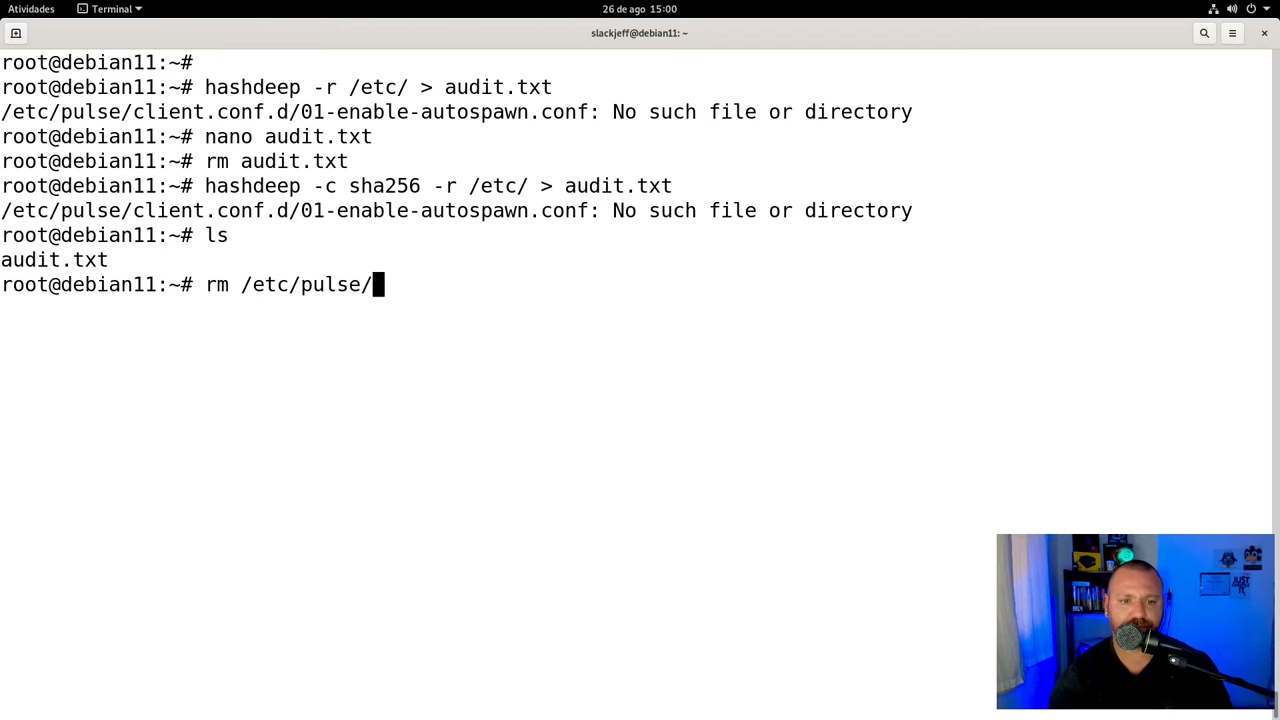 Atividades
Terminal
26 de ago 15:00
slackjeff@debian11: ~
root@debian11:~#
root@debian11:~# hashdeep -r /etc/ > audit.txt
/etc/pulse/client.conf.d/01-enable-autospawn.conf: No such file or directory
root@debian11:~# nano audit.txt
root@debian11:~# rm audit.txt
root@debian11:~# hashdeep -c sha256 -r /etc/ > audit.txt
/etc/pulse/client.conf.d/01-enable-autospawn.conf: No such file or directory
root@debian11:~# ls
audit.txt
root@debian11:~# rm /etc/pulse/
JUST
IT.